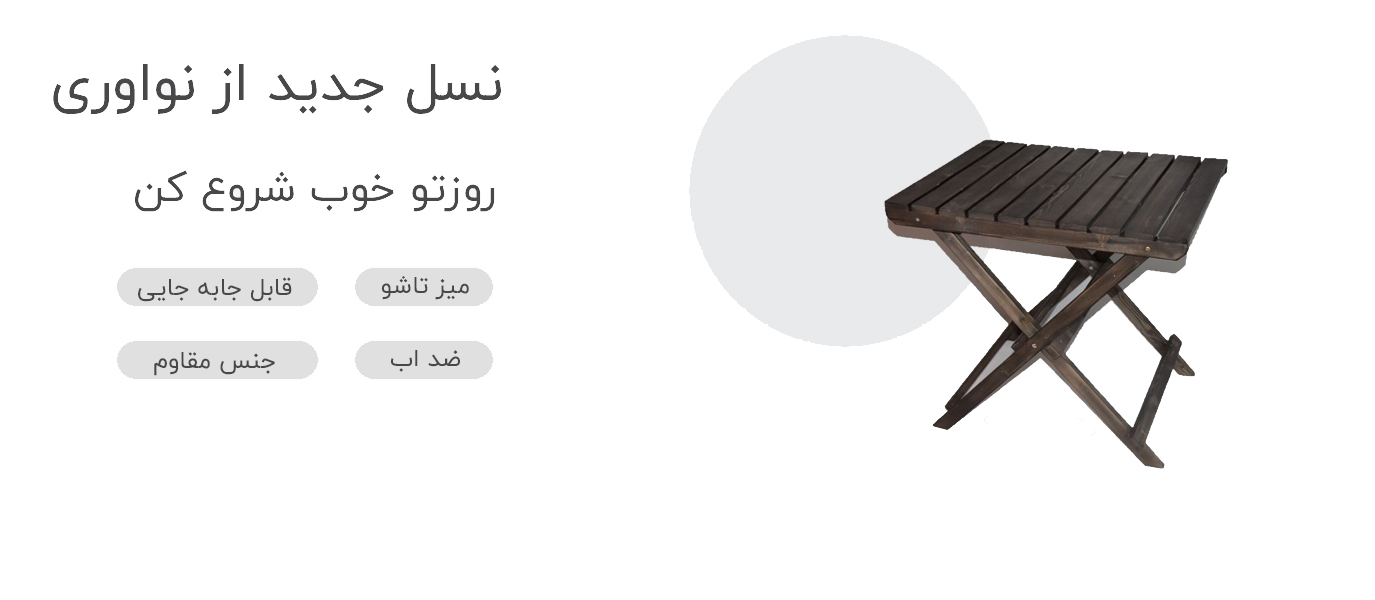 نسل جدید از نواوری
روزتو خوب شروع کن
میز تاشو
قابل جابه جایی
ضد اب
جنس مقاوم